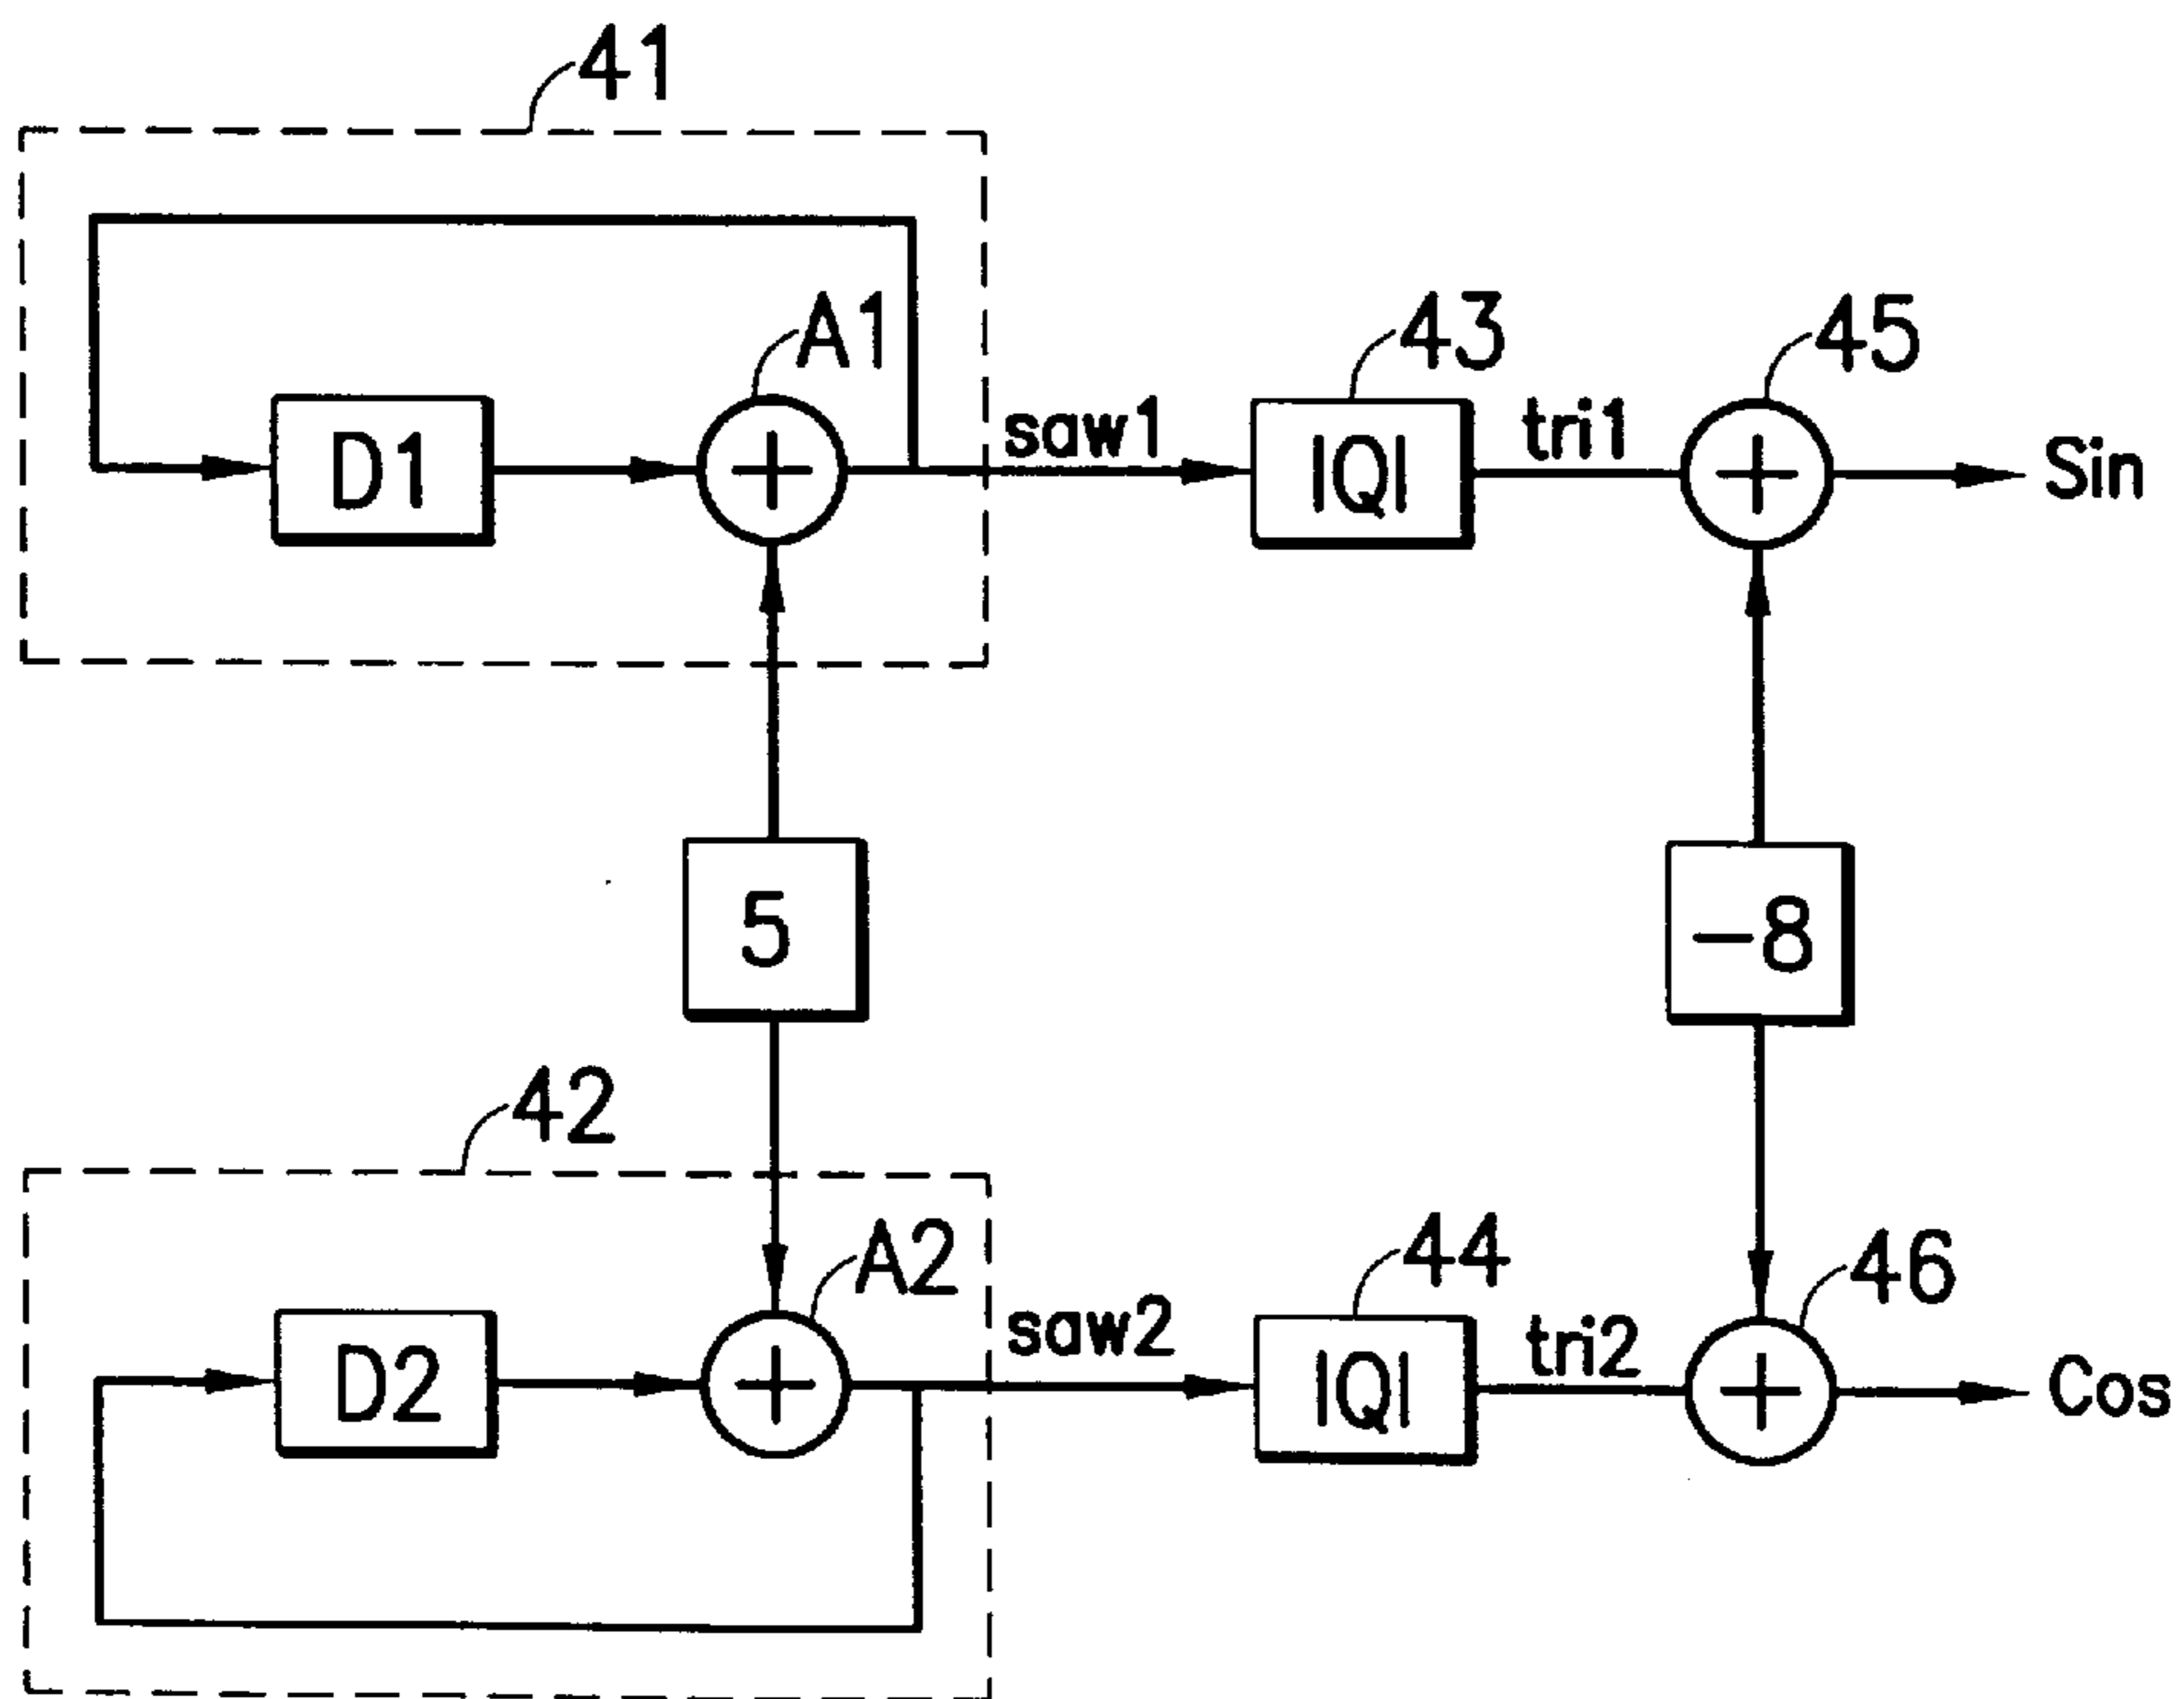 41
A1
43
45
saw1
tri1
D1
+
|Q|
+
Sin
5
-8
42
A2
44
46
saw2
tri2
D2
+
|Q|
+
Cos